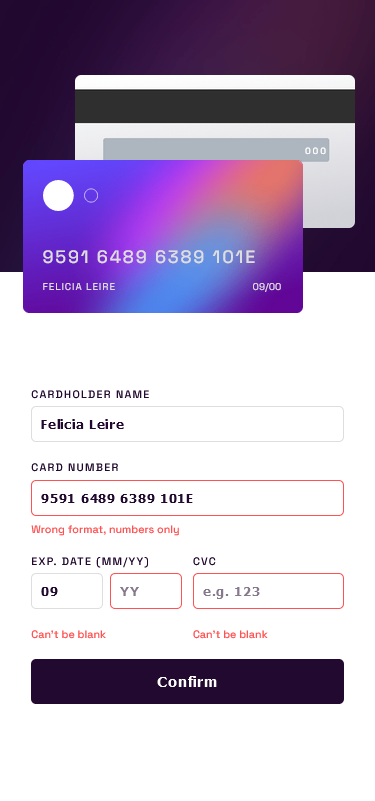 000
9591 6489 6389 101E
FELICIA LEIRE 09/00
CARDHOLDER NAME
Felicia Leire
CARD NUMBER
9591 6489 6389 101E
Wrong format, numbers only
EXP. DATE (MM/YY) CVC
09 YY e.g. 123
Can't be blank Can't be blank
Confirm